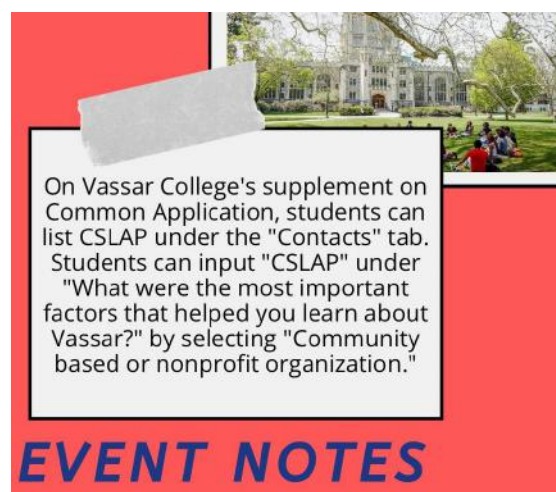 On Vassar College's supplement on
Common Application, students can
list CSLAP under the "Contacts" tab.
Students can input "CSLAP" under
"What were the most important
factors that helped you learn about
Vassar?" by selecting "Community
based or nonprofit organization."
EVENT NOTES